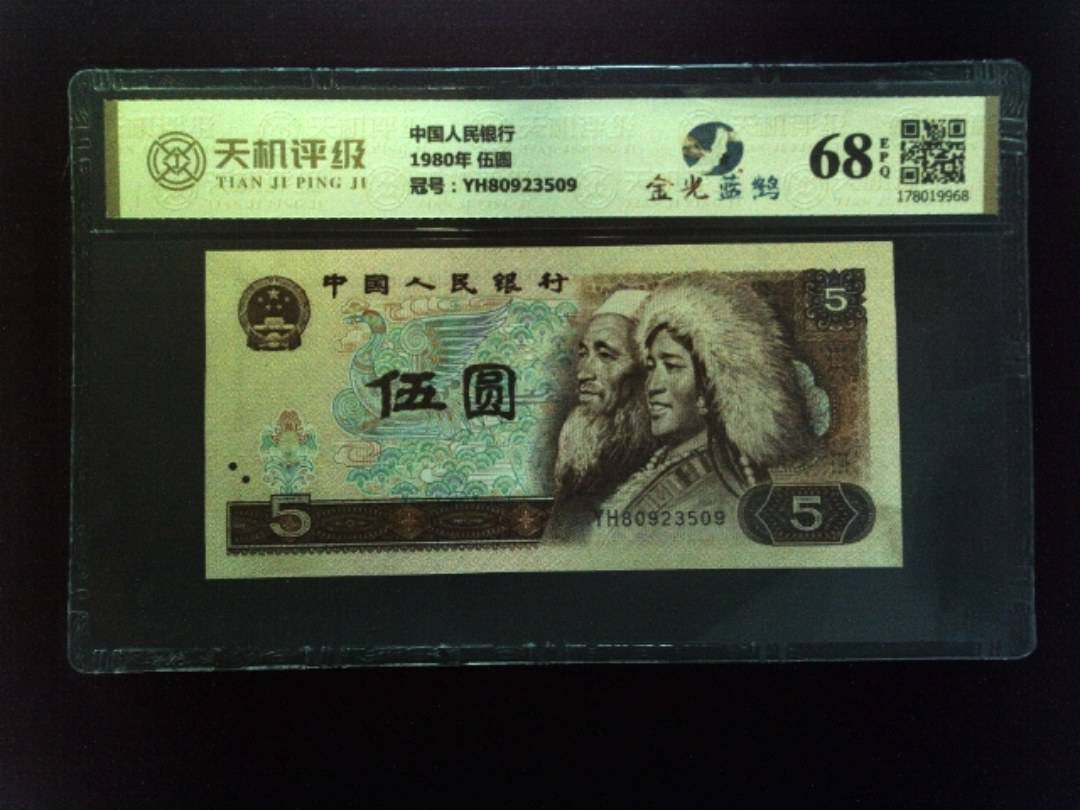 天机评级
TIAN JI PING JI
中国人民银行
1980年 伍圆
冠号：YH80923509
金光蓝鹤
68
EPQ
178019968
中国人民银行
5
伍圆
5
YH80923509
5